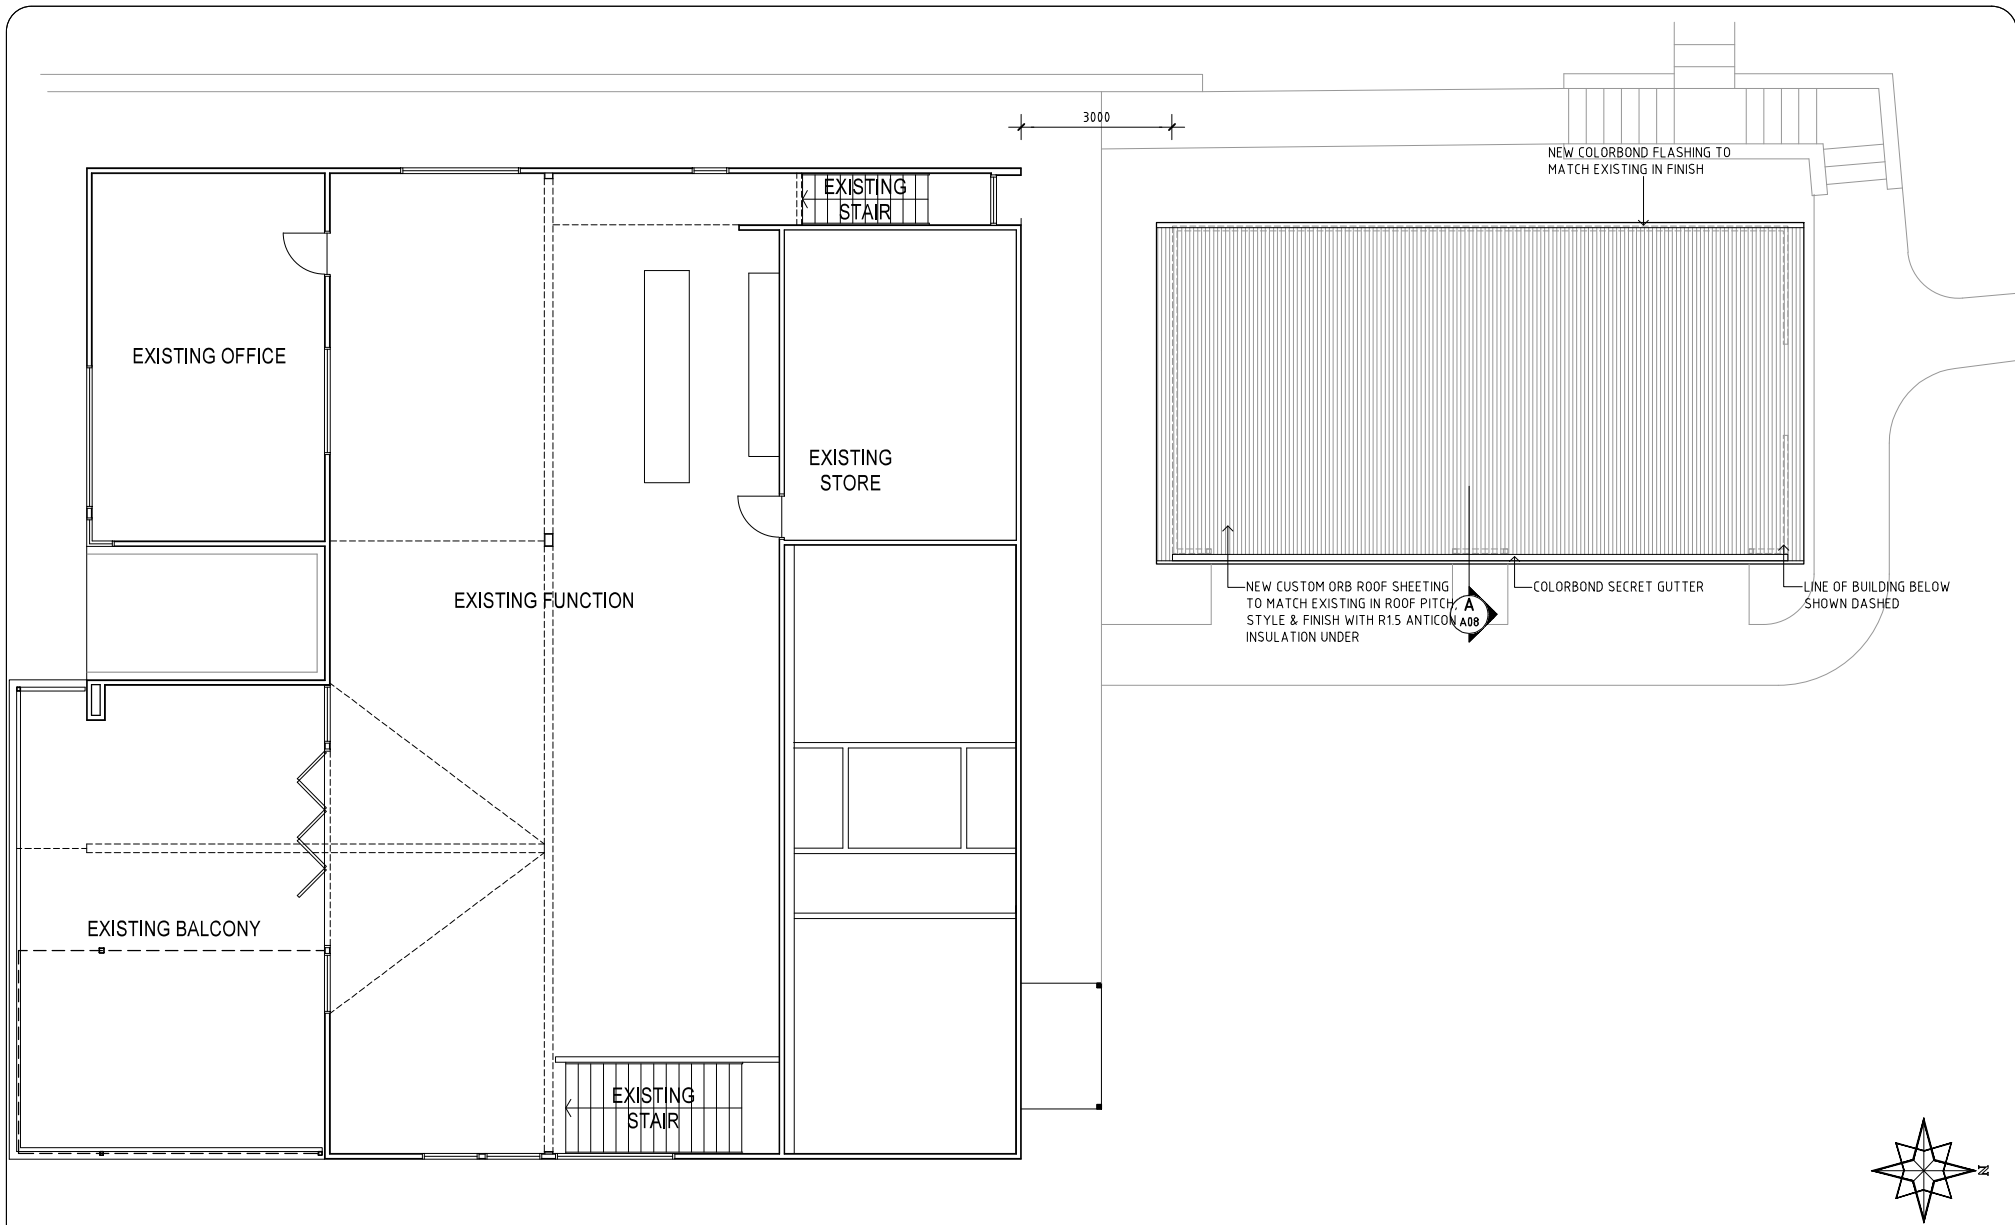 3000
NEW COLORBOND FLASHING TO
MATCH EXISTING IN FINISH
EXISTING
STAIR
EXISTING OFFICE
EXISTING
STORE
EXISTING FUNCTION
NEW CUSTOM ORB ROOF SHEETING
TO MATCH EXISTING IN ROOF PITCH,
STYLE & FINISH WITH R1.5 ANTICON
INSULATION UNDER
A
A08
COLORBOND SECRET GUTTER
LINE OF BUILDING BELOW
SHOWN DASHED
EXISTING BALCONY
EXISTING
STAIR
N